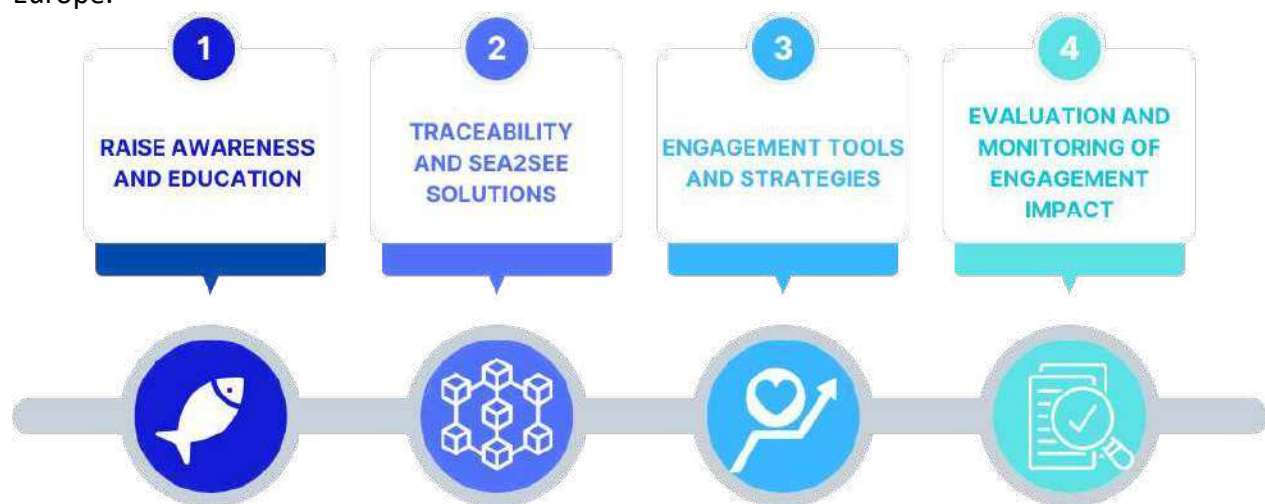 Europe.
1
RAISE AWARENESS
AND EDUCATION
2
TRACEABILITY
AND SEA2SEE
SOLUTIONS
3
ENGAGEMENT TOOLS
AND STRATEGIES
4
EVALUATION AND
MONITORING OF
ENGAGEMENT
IMPACT